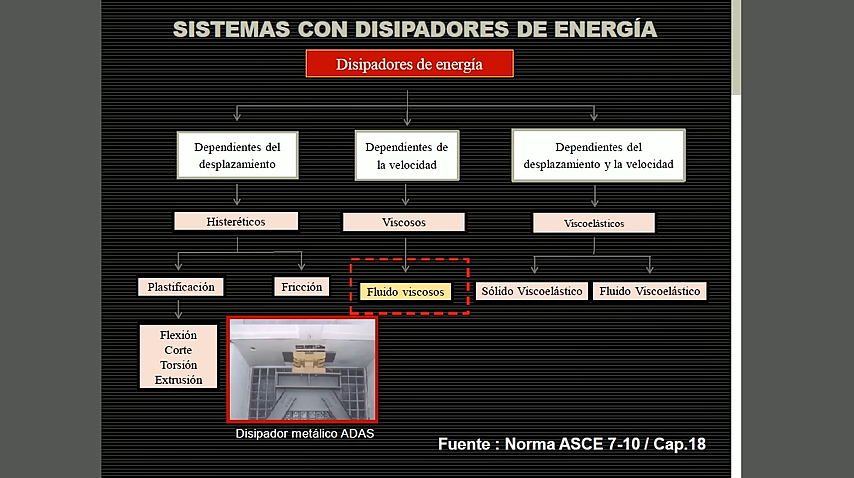 SISTEMAS CON DISIPADORES DE ENERGÍA
Disipadores de energía
Dependientes del
desplazamiento
Dependientes de
la velocidad
Dependientes del
desplazamiento y la velocidad
Histeréticos
Viscosos
Viscoelásticos
Plastificación
Fricción
Fluido viscosos
Sólido Viscoelástico
Fluido Viscoelástico
Flexión
Corte
Torsión
Extrusión
Disipador metálico ADAS
Fuente : Norma ASCE 7-10 / Cap.18